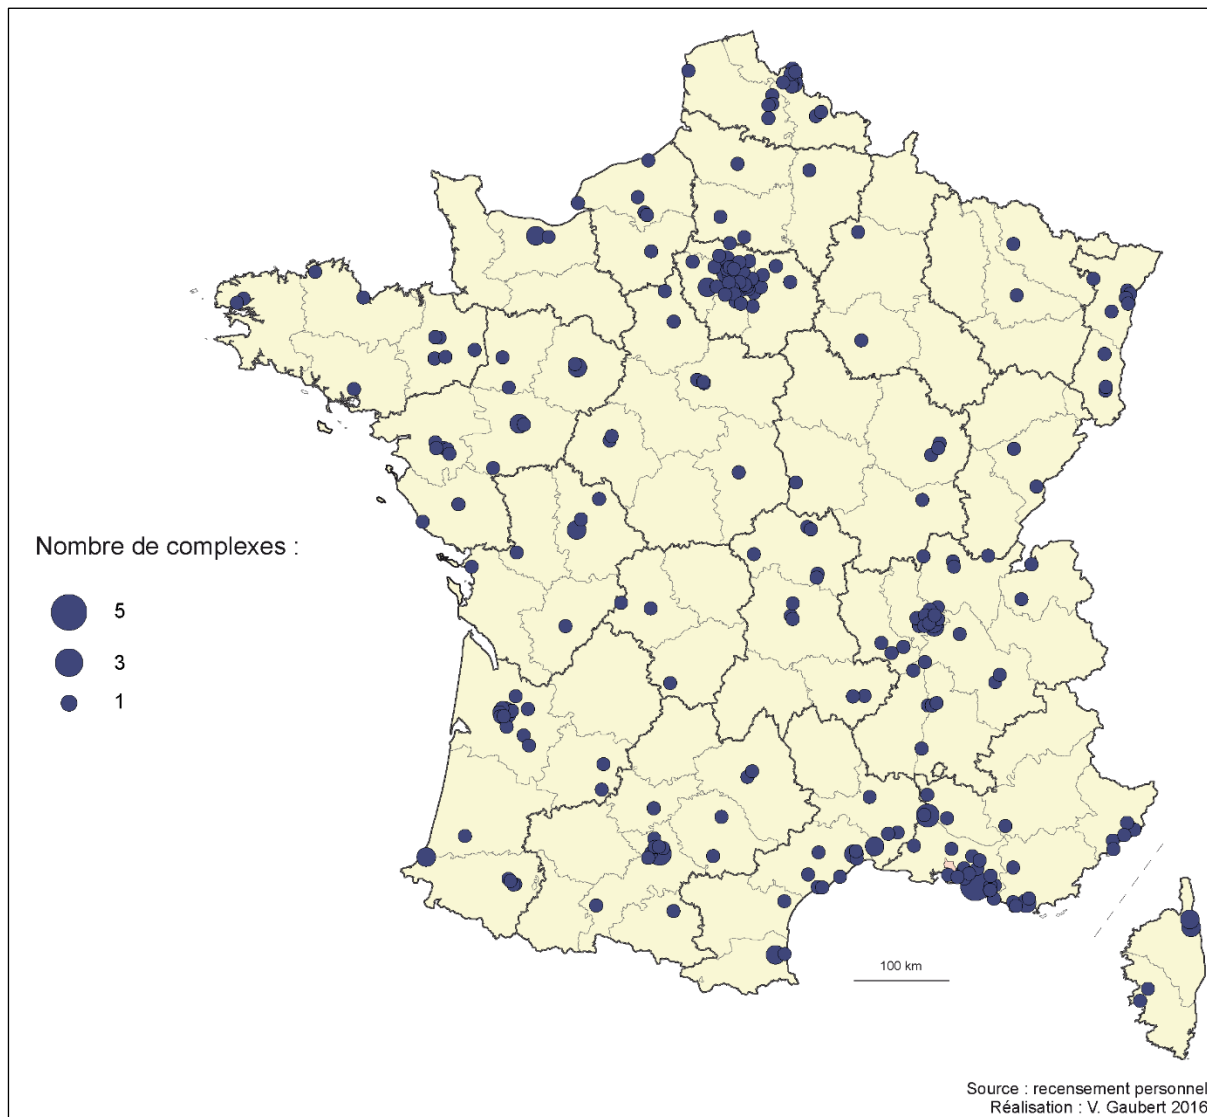 Nombre de complexes :
5
3
1
100 km
Source : recensement personnel
Réalisation : V. Gaubert 2016